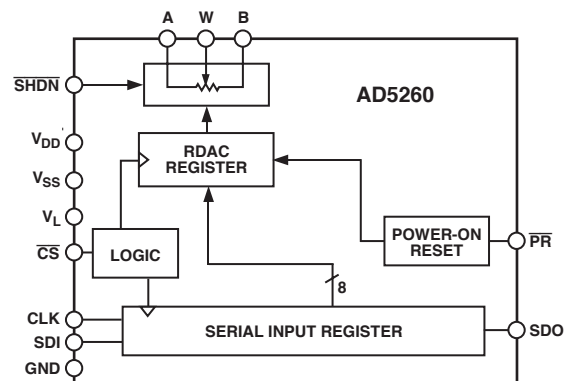 A W B
SHDN
AD5260
VDD
RDAC
REGISTER
VSS
VL
POWER-ON
RESET
PR
CS
LOGIC
8
CLK
SERIAL INPUT REGISTER
SDO
SDI
GND